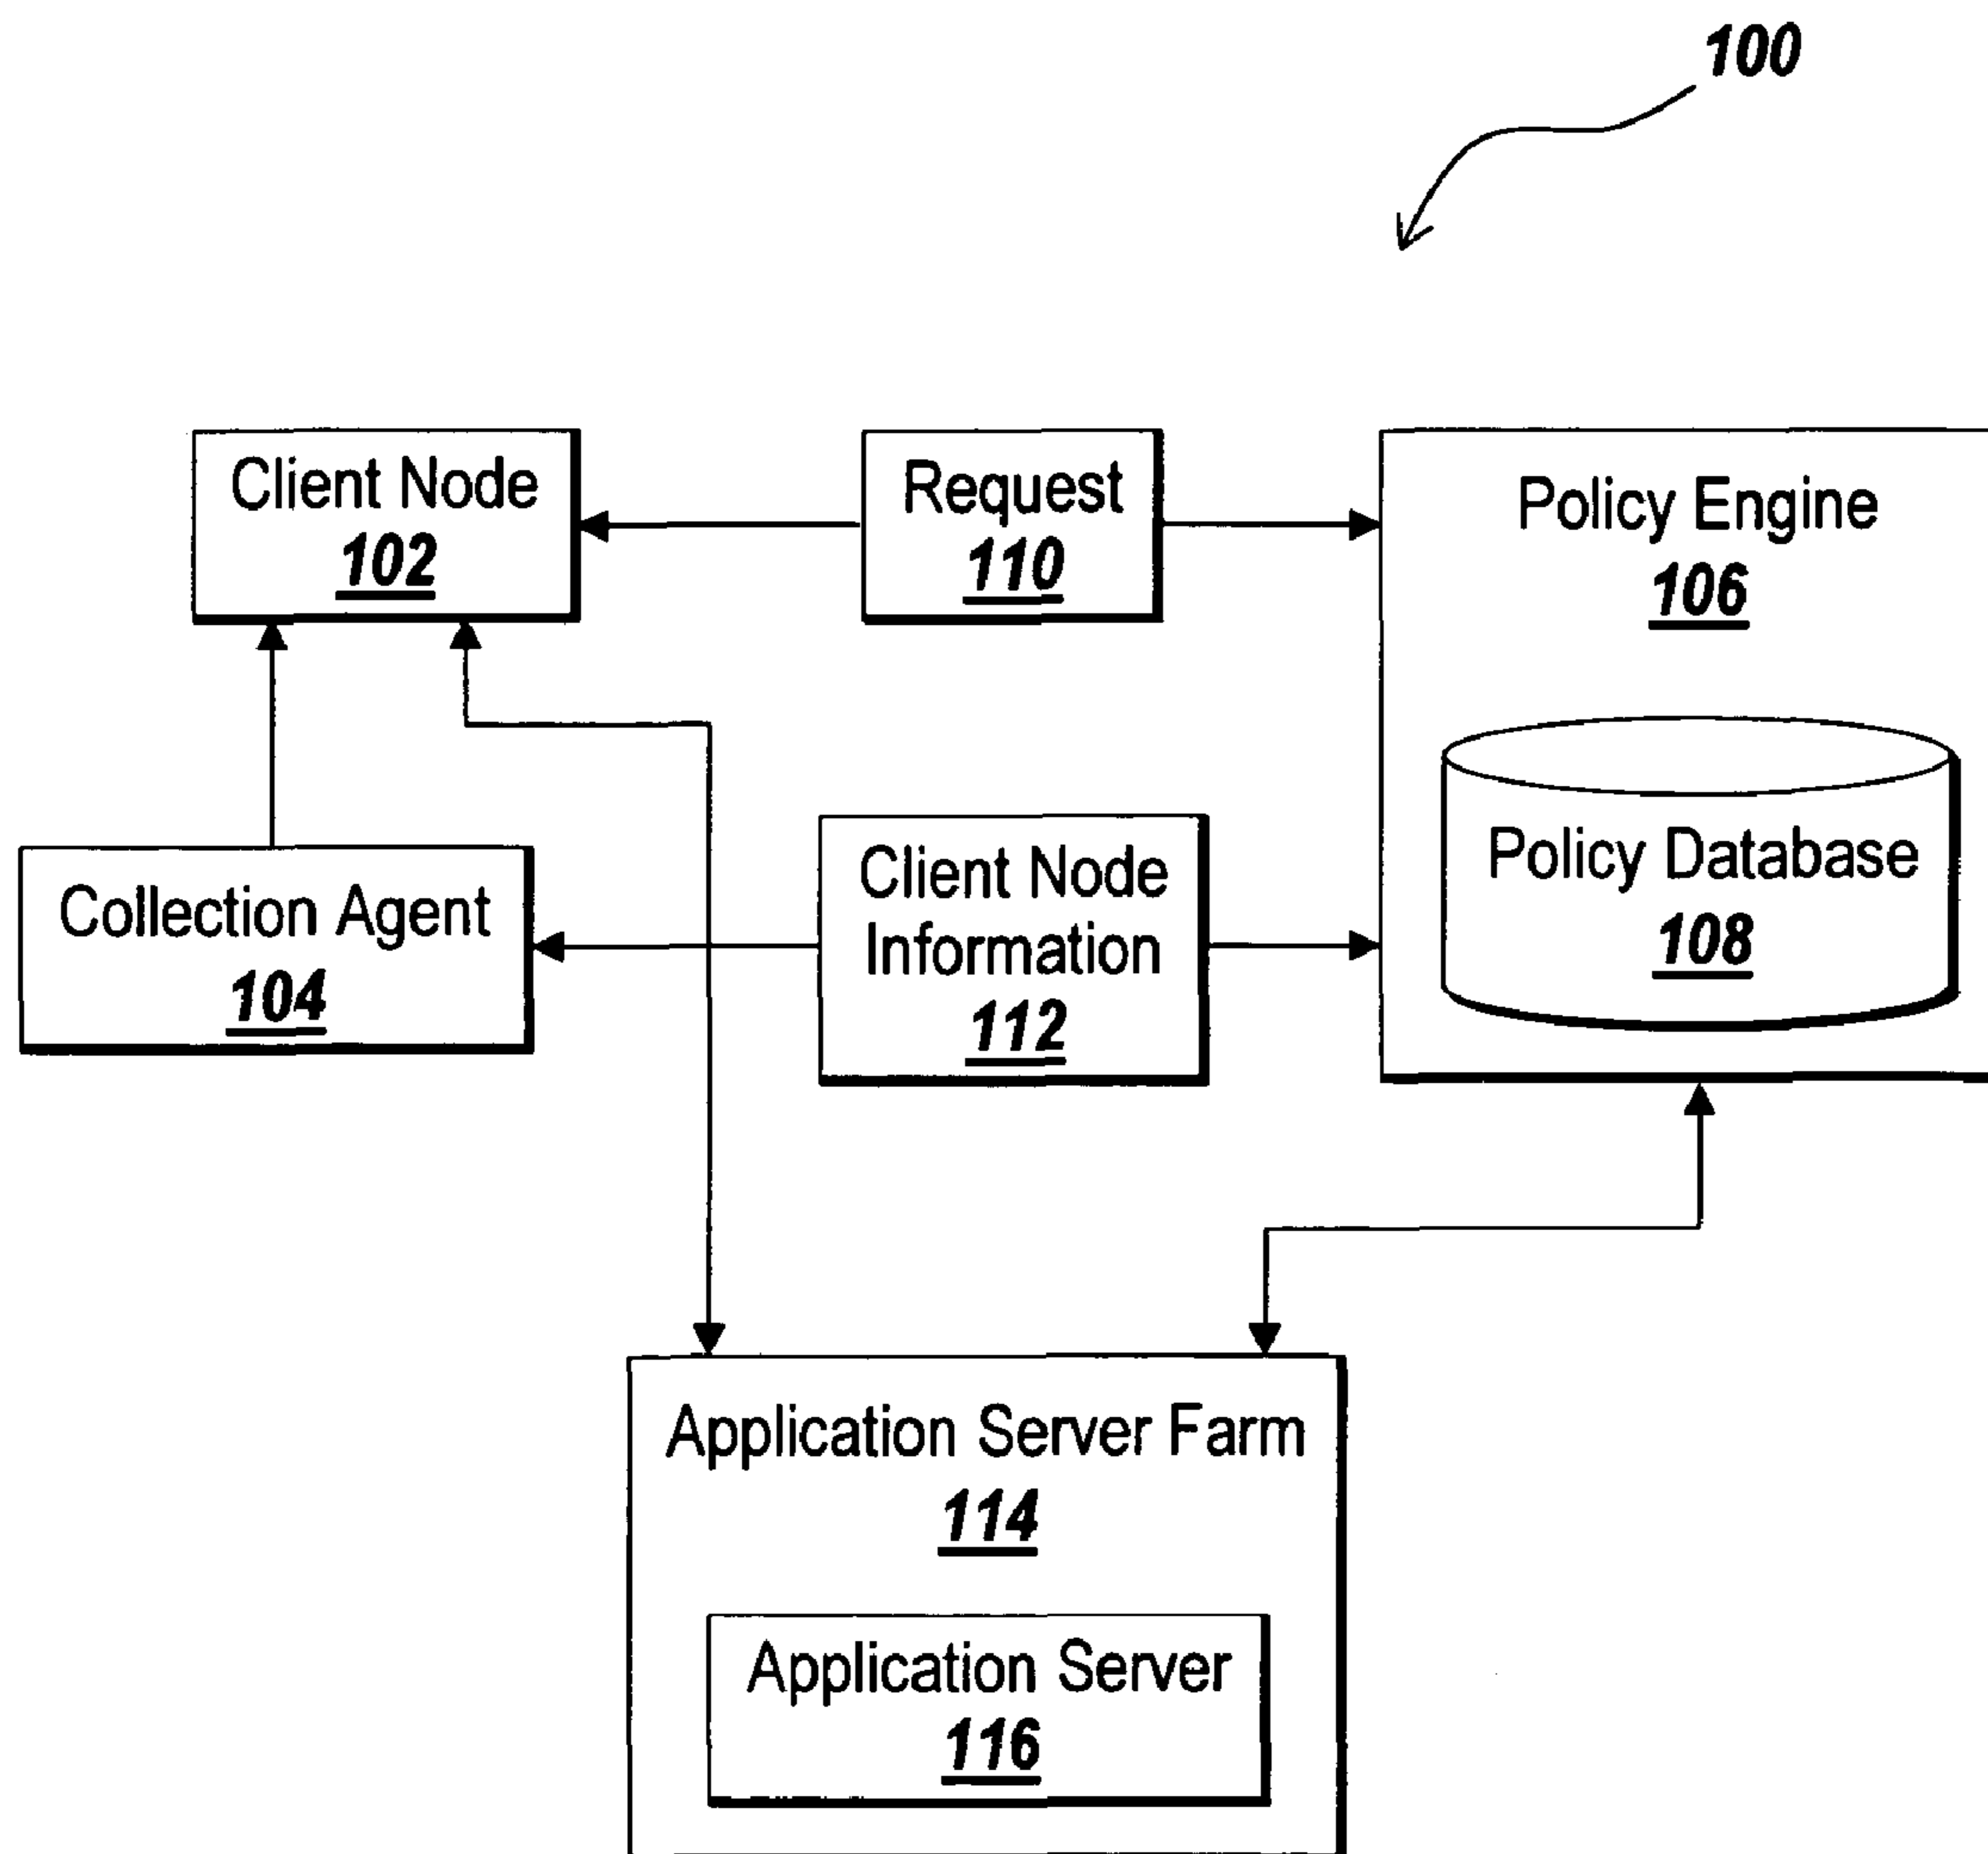 100
Client Node
102
Request
110
Policy Engine
106
Policy Database
108
Collection Agent
104
Client Node
Information
112
Application Server Farm
114
Application Server
116